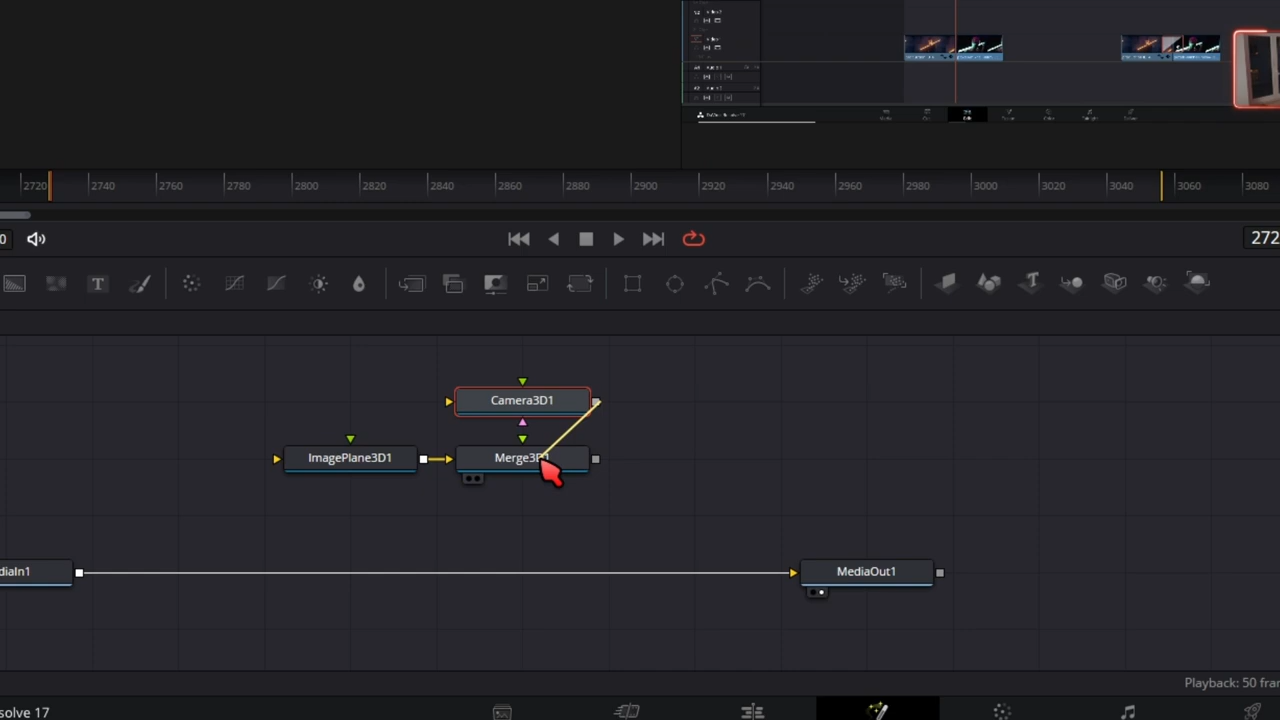 2720 2740 2760 2780 2800 2820 2840 2860 2880 2900 2920 2940 2960 2980 3000 3020 3040 3060 3080
0 272
T T
Camera3D1
ImagePlane3D1 Merge3D1
diaIn1 MediaOut1
Playback: 50 fra
solve 17